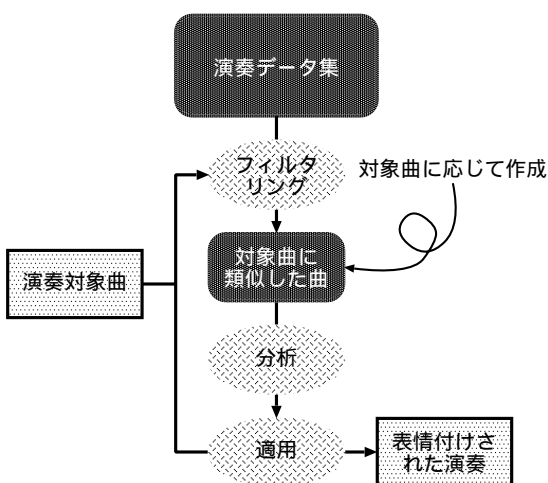 演奏データ集
フィルタ
リング
対象曲に応じて作成
対象曲に
類似した曲
演奏対象曲
分析
適用
表情付けさ
れた演奏